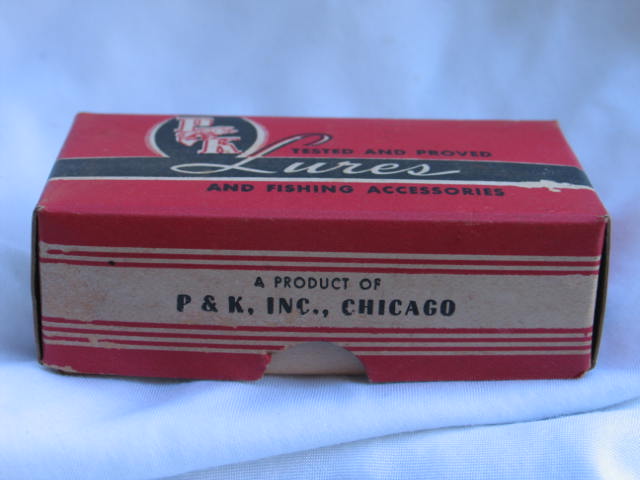 P&K
TESTED AND PROVED
Lures
AND FISHING ACCESSORIES
A PRODUCT OF
P & K, INC., CHICAGO